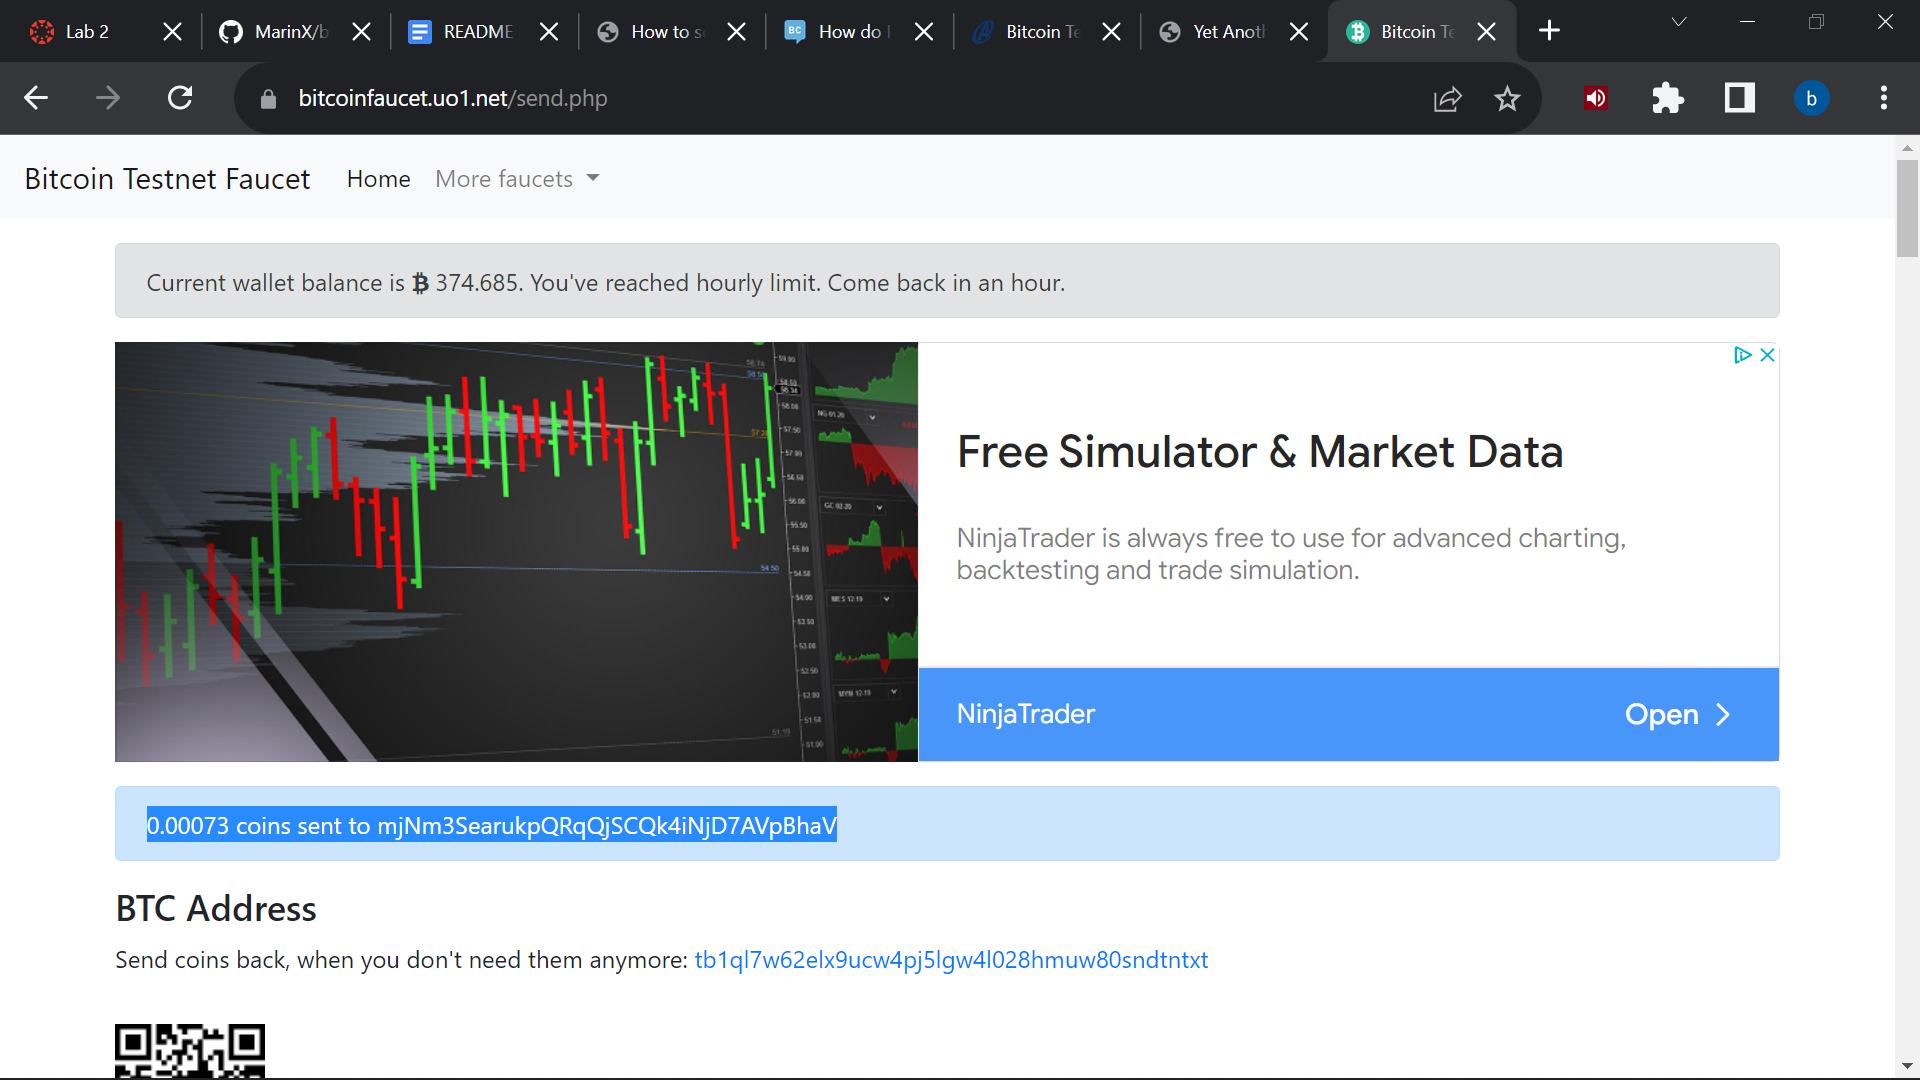 Lab 2
MarinX/b
README
How to s
How do I
Bitcoin Te
Yet Anoth
Bitcoin Te
bitcoinfaucet.uo1.net/send.php
b
Bitcoin Testnet Faucet
Home
More faucets
Current wallet balance is ₿ 374.685. You've reached hourly limit. Come back in an hour.
Free Simulator & Market Data
NinjaTrader is always free to use for advanced charting,
backtesting and trade simulation.
NinjaTrader
Open
0.00073 coins sent to mjNm3SearukpQRqQjSCQk4iNjD7AVpBhaV
BTC Address
Send coins back, when you don't need them anymore: tb1ql7w62elx9ucw4pj5lgw4l028hmuw80sndtntxt